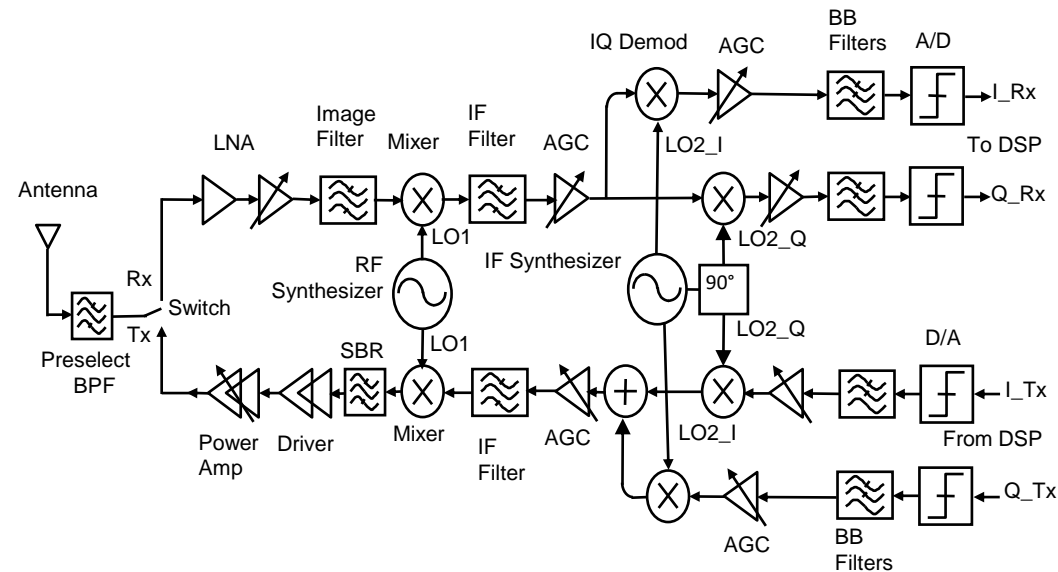 BB
Filters
A/D
IQ Demod
AGC
I_Rx
Image
Filter
Mixer
IF
Filter
LNA
AGC
LO2_I
To DSP
Antenna
Q_Rx
LO1
LO2_Q
RF
Synthesizer
IF Synthesizer
90°
Rx
Switch
Tx
LO2_Q
LO1
D/A
Preselect
BPF
SBR
I_Tx
Mixer
LO2_I
Power
Amp
Driver
IF
Filter
AGC
From DSP
Q_Tx
AGC
BB
Filters